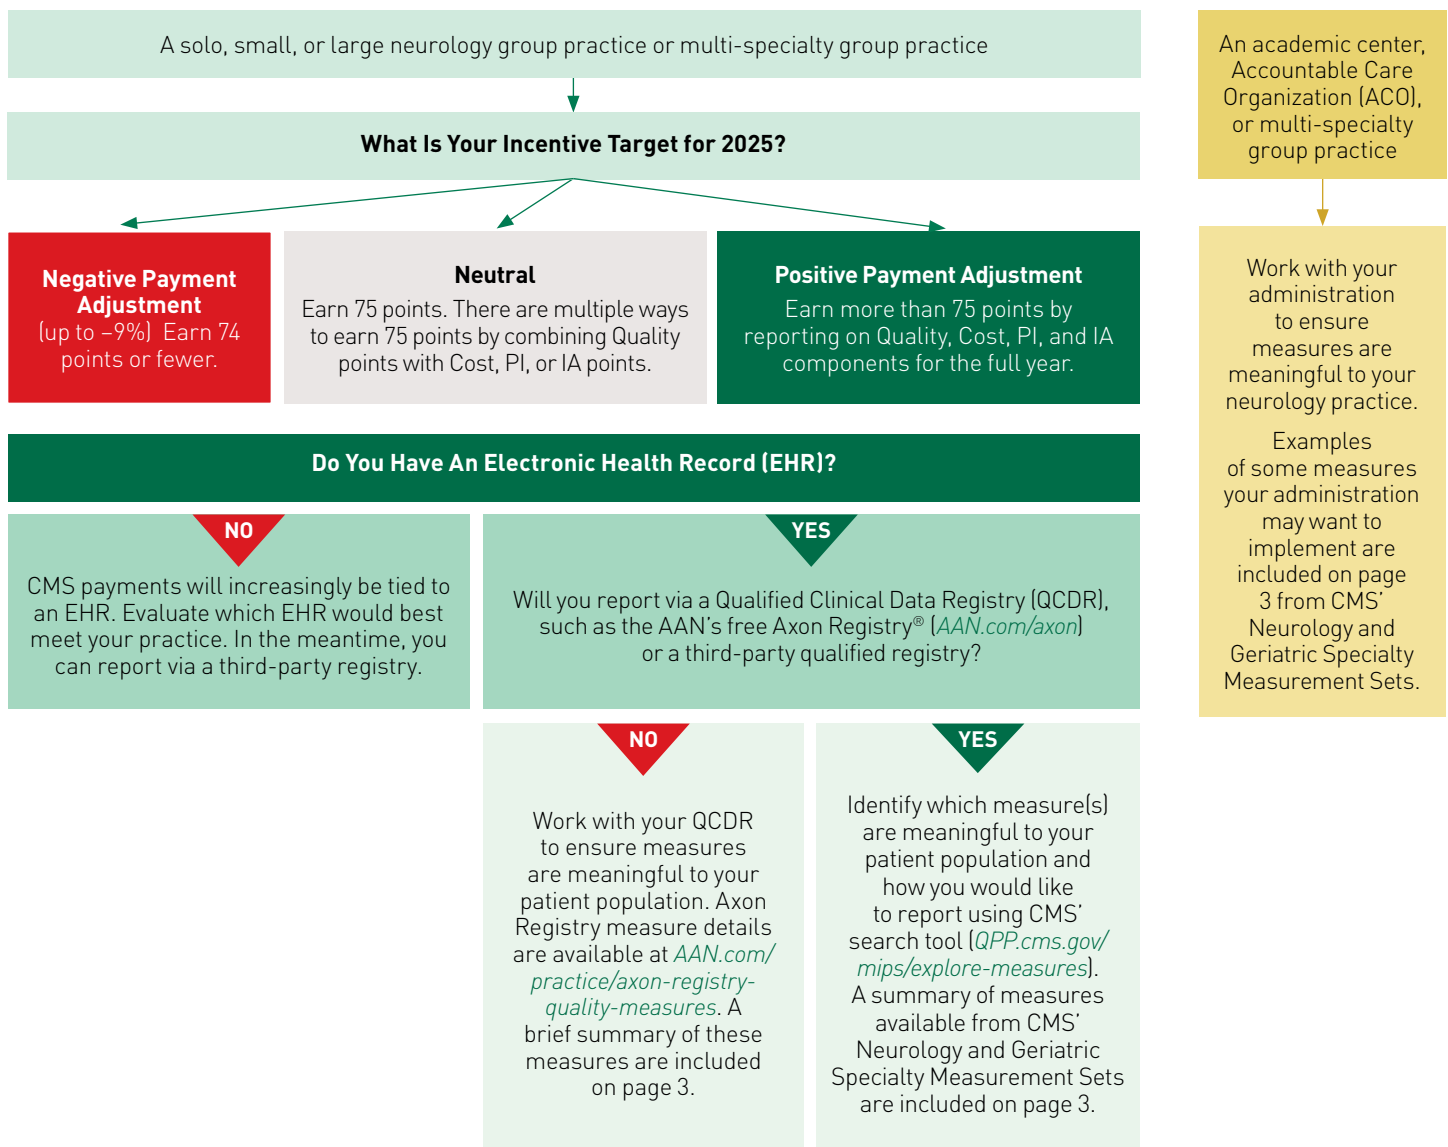 A solo, small, or large neurology group practice or multi-specialty group practice
What Is Your Incentive Target for 2025?
Negative Payment
Adjustment
(up to –9%) Earn 74
points or fewer.
Neutral
Earn 75 points. There are multiple ways
to earn 75 points by combining Quality
points with Cost, PI, or IA points.
Positive Payment Adjustment
Earn more than 75 points by
reporting on Quality, Cost, PI, and IA
components for the full year.
Do You Have An Electronic Health Record (EHR)?
NO
CMS payments will increasingly be tied to
an EHR. Evaluate which EHR would best
meet your practice. In the meantime, you
can report via a third-party registry.
YES
Will you report via a Qualified Clinical Data Registry (QCDR),
such as the AAN's free Axon Registry® (AAN.com/axon)
or a third-party qualified registry?
NO
Work with your QCDR
to ensure measures
are meaningful to your
patient population. Axon
Registry measure details
are available at AAN.com/
practice/axon-registry-
quality-measures. A
brief summary of these
measures are included
on page 3.
YES
Identify which measure(s)
are meaningful to your
patient population and
how you would like
to report using CMS'
search tool (QPP.cms.gov/
mips/explore-measures).
A summary of measures
available from CMS'
Neurology and Geriatric
Specialty Measurement Sets
are included on page 3.
An academic center,
Accountable Care
Organization (ACO),
or multi-specialty
group practice
Work with your
administration
to ensure
measures are
meaningful to your
neurology practice.
Examples
of some measures
your administration
may want to
implement are
included on page
3 from CMS'
Neurology and
Geriatric Specialty
Measurement Sets.